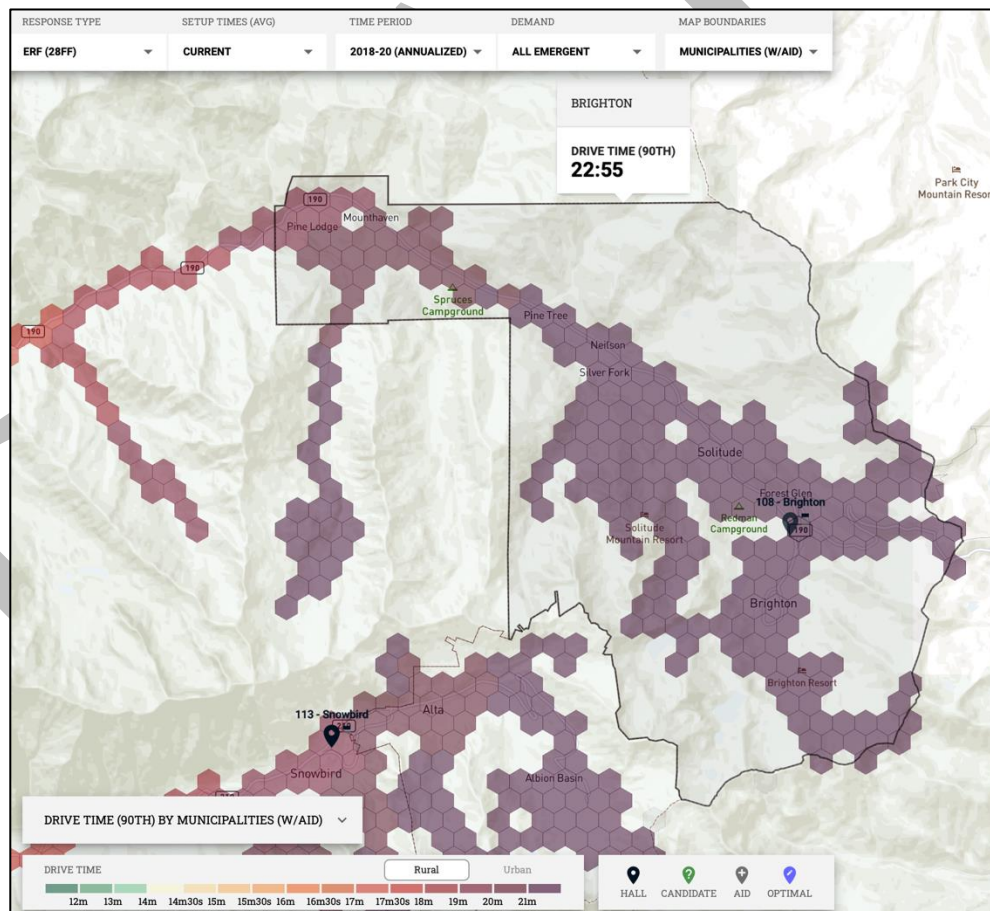 RESPONSE TYPE
SETUP TIMES (AVG)
TIME PERIOD
DEMAND
MAP BOUNDARIES
ERF (28FF)
CURRENT
2018-20 (ANNUALIZED)
ALL EMERGENT
MUNICIPALITIES (W/AID)
BRIGHTON
DRIVE TIME (90TH)
22:55
Park City
Mountain Resor
190
Mounthaven
Pine Lodge
190
Spruces
Campground
Pine Tree
190
Neilson
Silver Fork
Solitude
Forest Glen
108 - Brighton
Redman
Campground
190
Solitude
Mountain Resort
Brighton
Brighton Resort
113 - Snowbird
Alta
210
Snowbird
Albion Basin
DRIVE TIME (90TH) BY MUNICIPALITIES (W/AID)
DRIVE TIME
Rural
Urban
12m 13m 14m 14m30s 15m 15m30s 16m 16m30s 17m 17m30s 18m 19m 20m 21m
HALL
CANDIDATE
AID
OPTIMAL